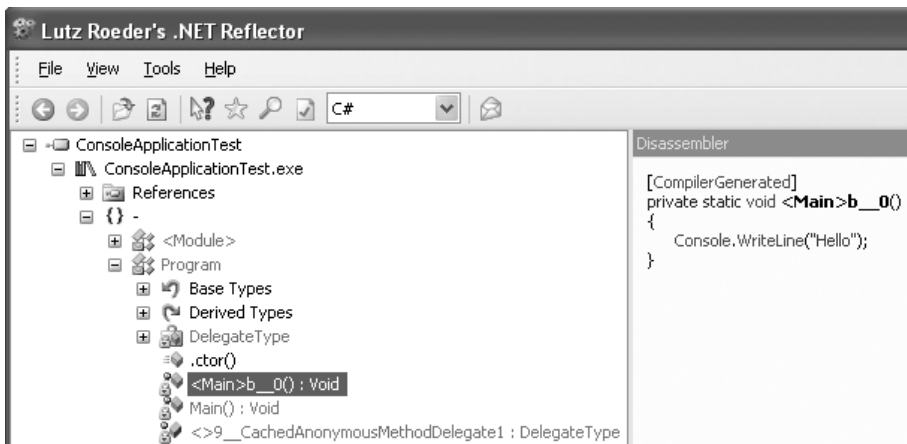 Lutz Roeder's .NET Reflector
File View Tools Help
C#
ConsoleApplicationTest
ConsoleApplicationTest.exe
References
{} -
<Module>
Program
Base Types
Derived Types
DelegateType
.ctor()
<Main>b__0() : Void
Main() : Void
<>9__CachedAnonymousMethodDelegate1 : DelegateType
Disassembler
[CompilerGenerated]
private static void <Main>b__0()
{
Console.WriteLine("Hello");
}